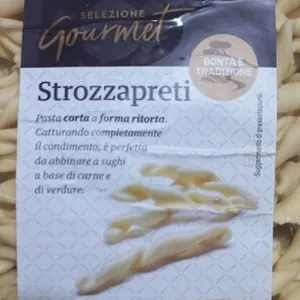 SELEZIONE
Gourmet
BONTÀ E
TRADIZIONE
Strozzapreti
Pasta corta a forma ritorta.
Catturando completamente
il condimento, è perfetta
da abbinare a sughi
a base di carne e
di verdure.
Suggerimento di presentazione.